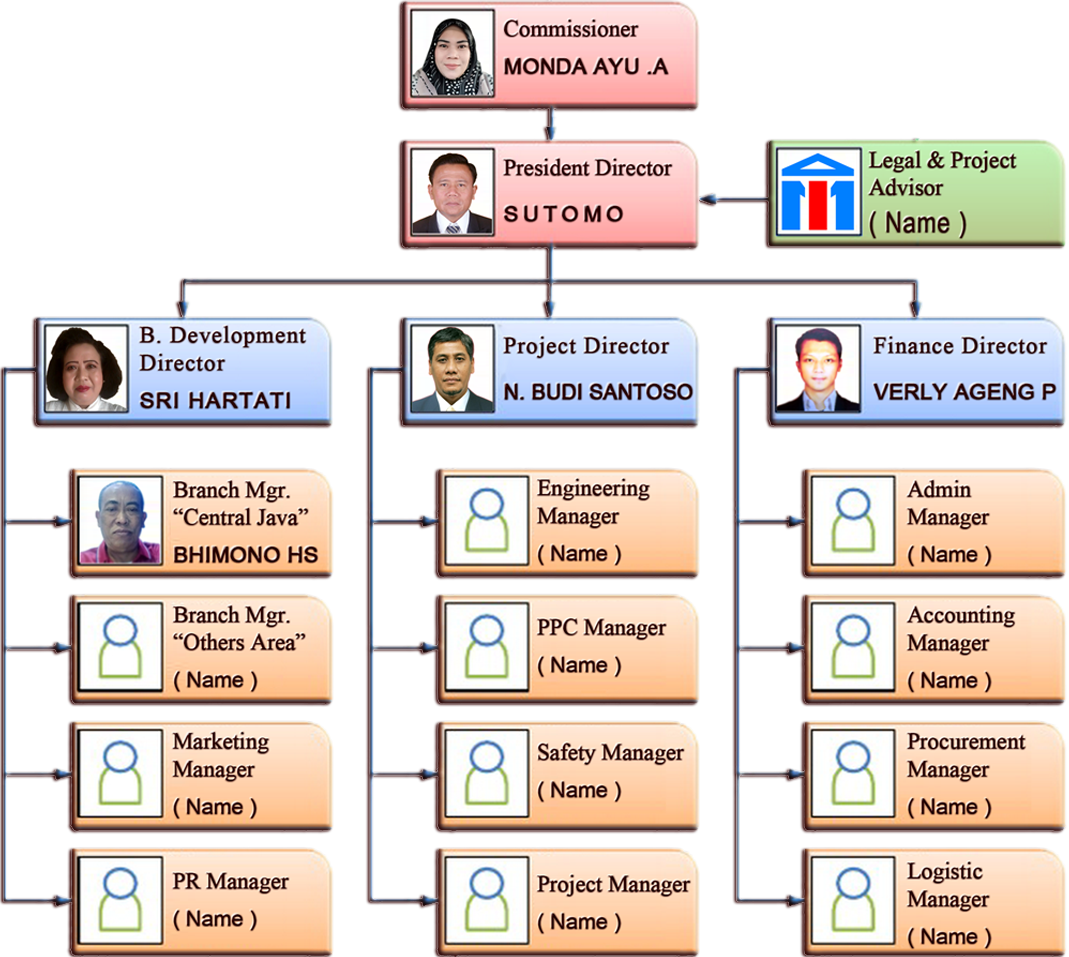 Commissioner
MONDA AYU .A
President Director
SUTOMO
Legal & Project
Advisor
( Name )
B. Development
Director
SRI HARTATI
Project Director
N. BUDI SANTOSO
Finance Director
VERLY AGENG P
Branch Mgr.
“Central Java”
BHIMONO HS
Branch Mgr.
“Others Area”
( Name )
Marketing
Manager
( Name )
PR Manager
( Name )
Engineering
Manager
( Name )
PPC Manager
( Name )
Safety Manager
( Name )
Project Manager
( Name )
Admin
Manager
( Name )
Accounting
Manager
( Name )
Procurement
Manager
( Name )
Logistic
Manager
( Name )